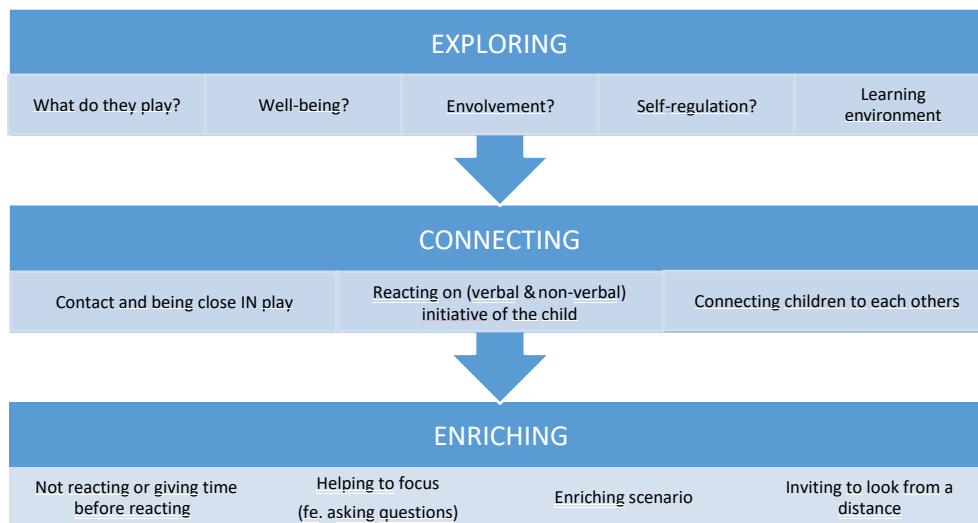 EXPLORING
What do they play?
Well-being?
Envolvement?
Self-regulation?
Learning
environment
CONNECTING
Contact and being close IN play
Reacting on (verbal & non-verbal)
initiative of the child
Connecting children to each others
ENRICHING
Not reacting or giving time
before reacting
Helping to focus
(fe. asking questions)
Enriching scenario
Inviting to look from a
distance